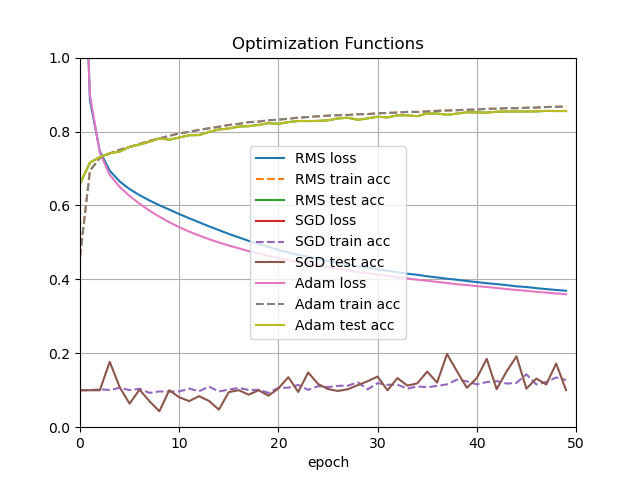 Optimization Functions
1.0
0.8
0.6
0.4
0.2
0.0
RMS loss
RMS train acc
RMS test acc
SGD loss
SGD train acc
SGD test acc
Adam loss
Adam train acc
Adam test acc
0 10 20 30 40 50
epoch